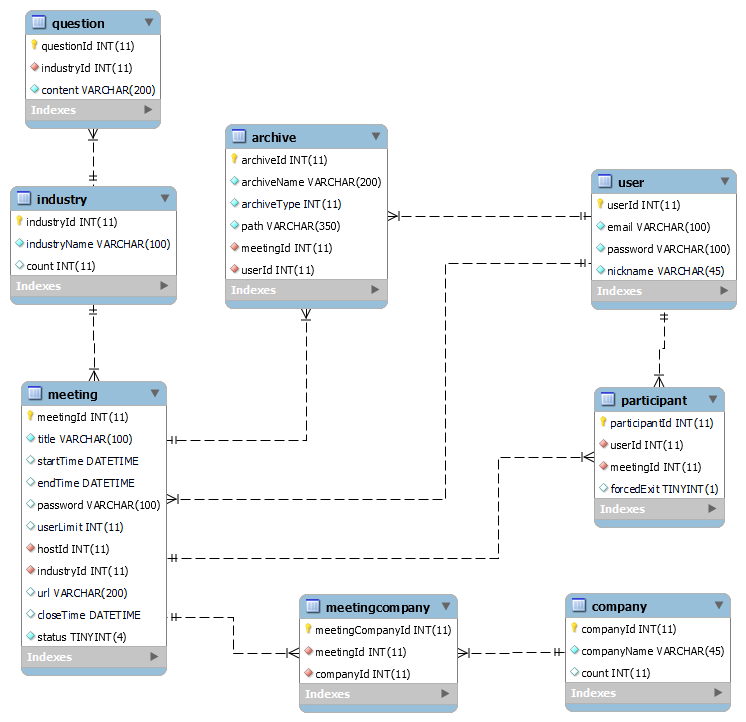 question
questionId INT(11)
industryId INT(11)
content VARCHAR(200)
Indexes
archive
archiveId INT(11)
archiveName VARCHAR(200)
archiveType INT(11)
path VARCHAR(350)
meetingId INT(11)
userId INT(11)
Indexes
user
userId INT(11)
email VARCHAR(100)
password VARCHAR(100)
nickname VARCHAR(45)
Indexes
industry
industryId INT(11)
industryName VARCHAR(100)
count INT(11)
Indexes
meeting
meetingId INT(11)
title VARCHAR(100)
startTime DATETIME
endTime DATETIME
password VARCHAR(100)
userLimit INT(11)
hostId INT(11)
industryId INT(11)
url VARCHAR(200)
closeTime DATETIME
status TINYINT(4)
Indexes
participant
participantId INT(11)
userId INT(11)
meetingId INT(11)
forcedExit TINYINT(1)
Indexes
meetingcompany
meetingCompanyId INT(11)
meetingId INT(11)
companyId INT(11)
Indexes
company
companyId INT(11)
companyName VARCHAR(45)
count INT(11)
Indexes